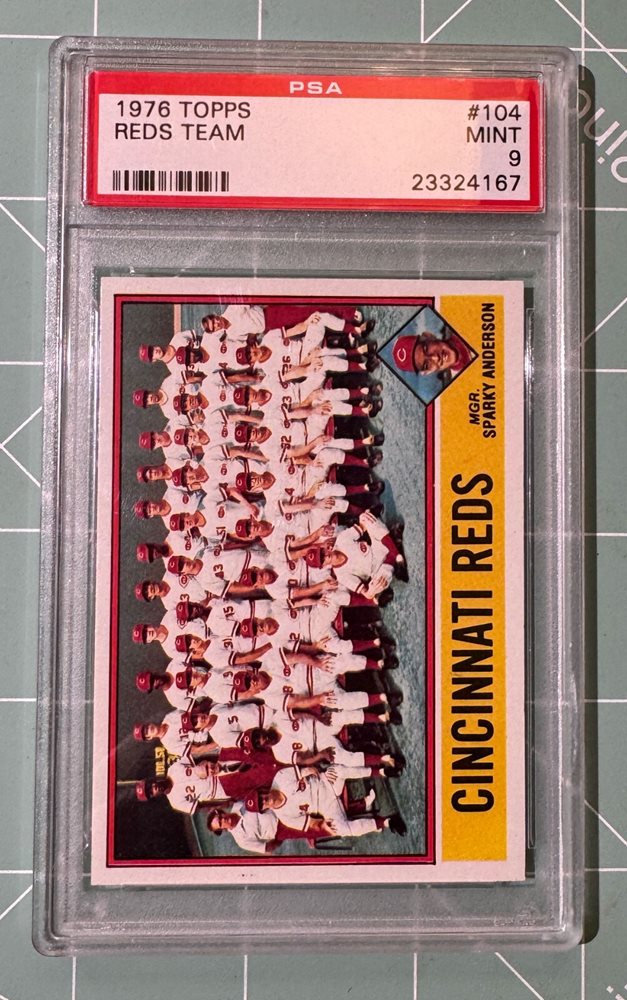 PSA
1976 TOPPS #104
REDS TEAM MINT
9
23324167
CINCINNATI REDS
MGR.
SPARKY ANDERSON